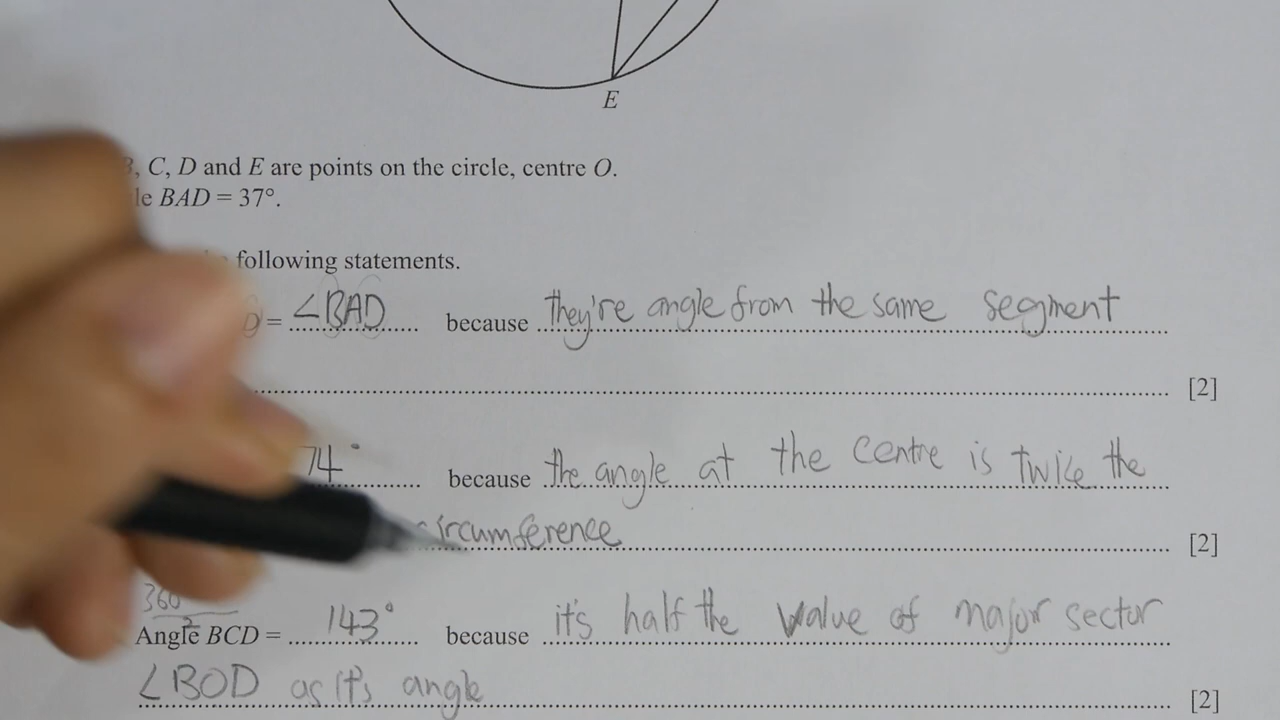 E
, C, D and E are points on the circle, centre O.
BAD = 37°.
following statements.
= ∠BAD because they're angle from the same segment
[2]
74° because the angle at the centre is twice the
circumference [2]
360
Angle BCD = 143° because it's half the value of major sector
∠BOD as it's angle [2]